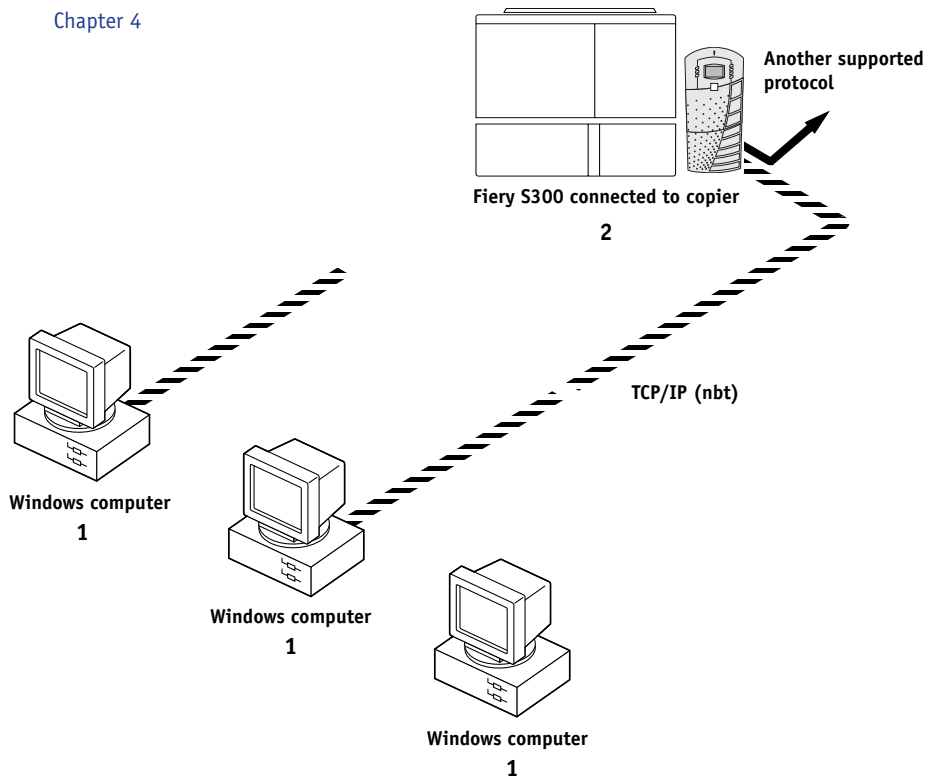 Chapter 4
Another supported
protocol
Fiery S300 connected to copier
2
TCP/IP (nbt)
Windows computer
1
Windows computer
1
Windows computer
1